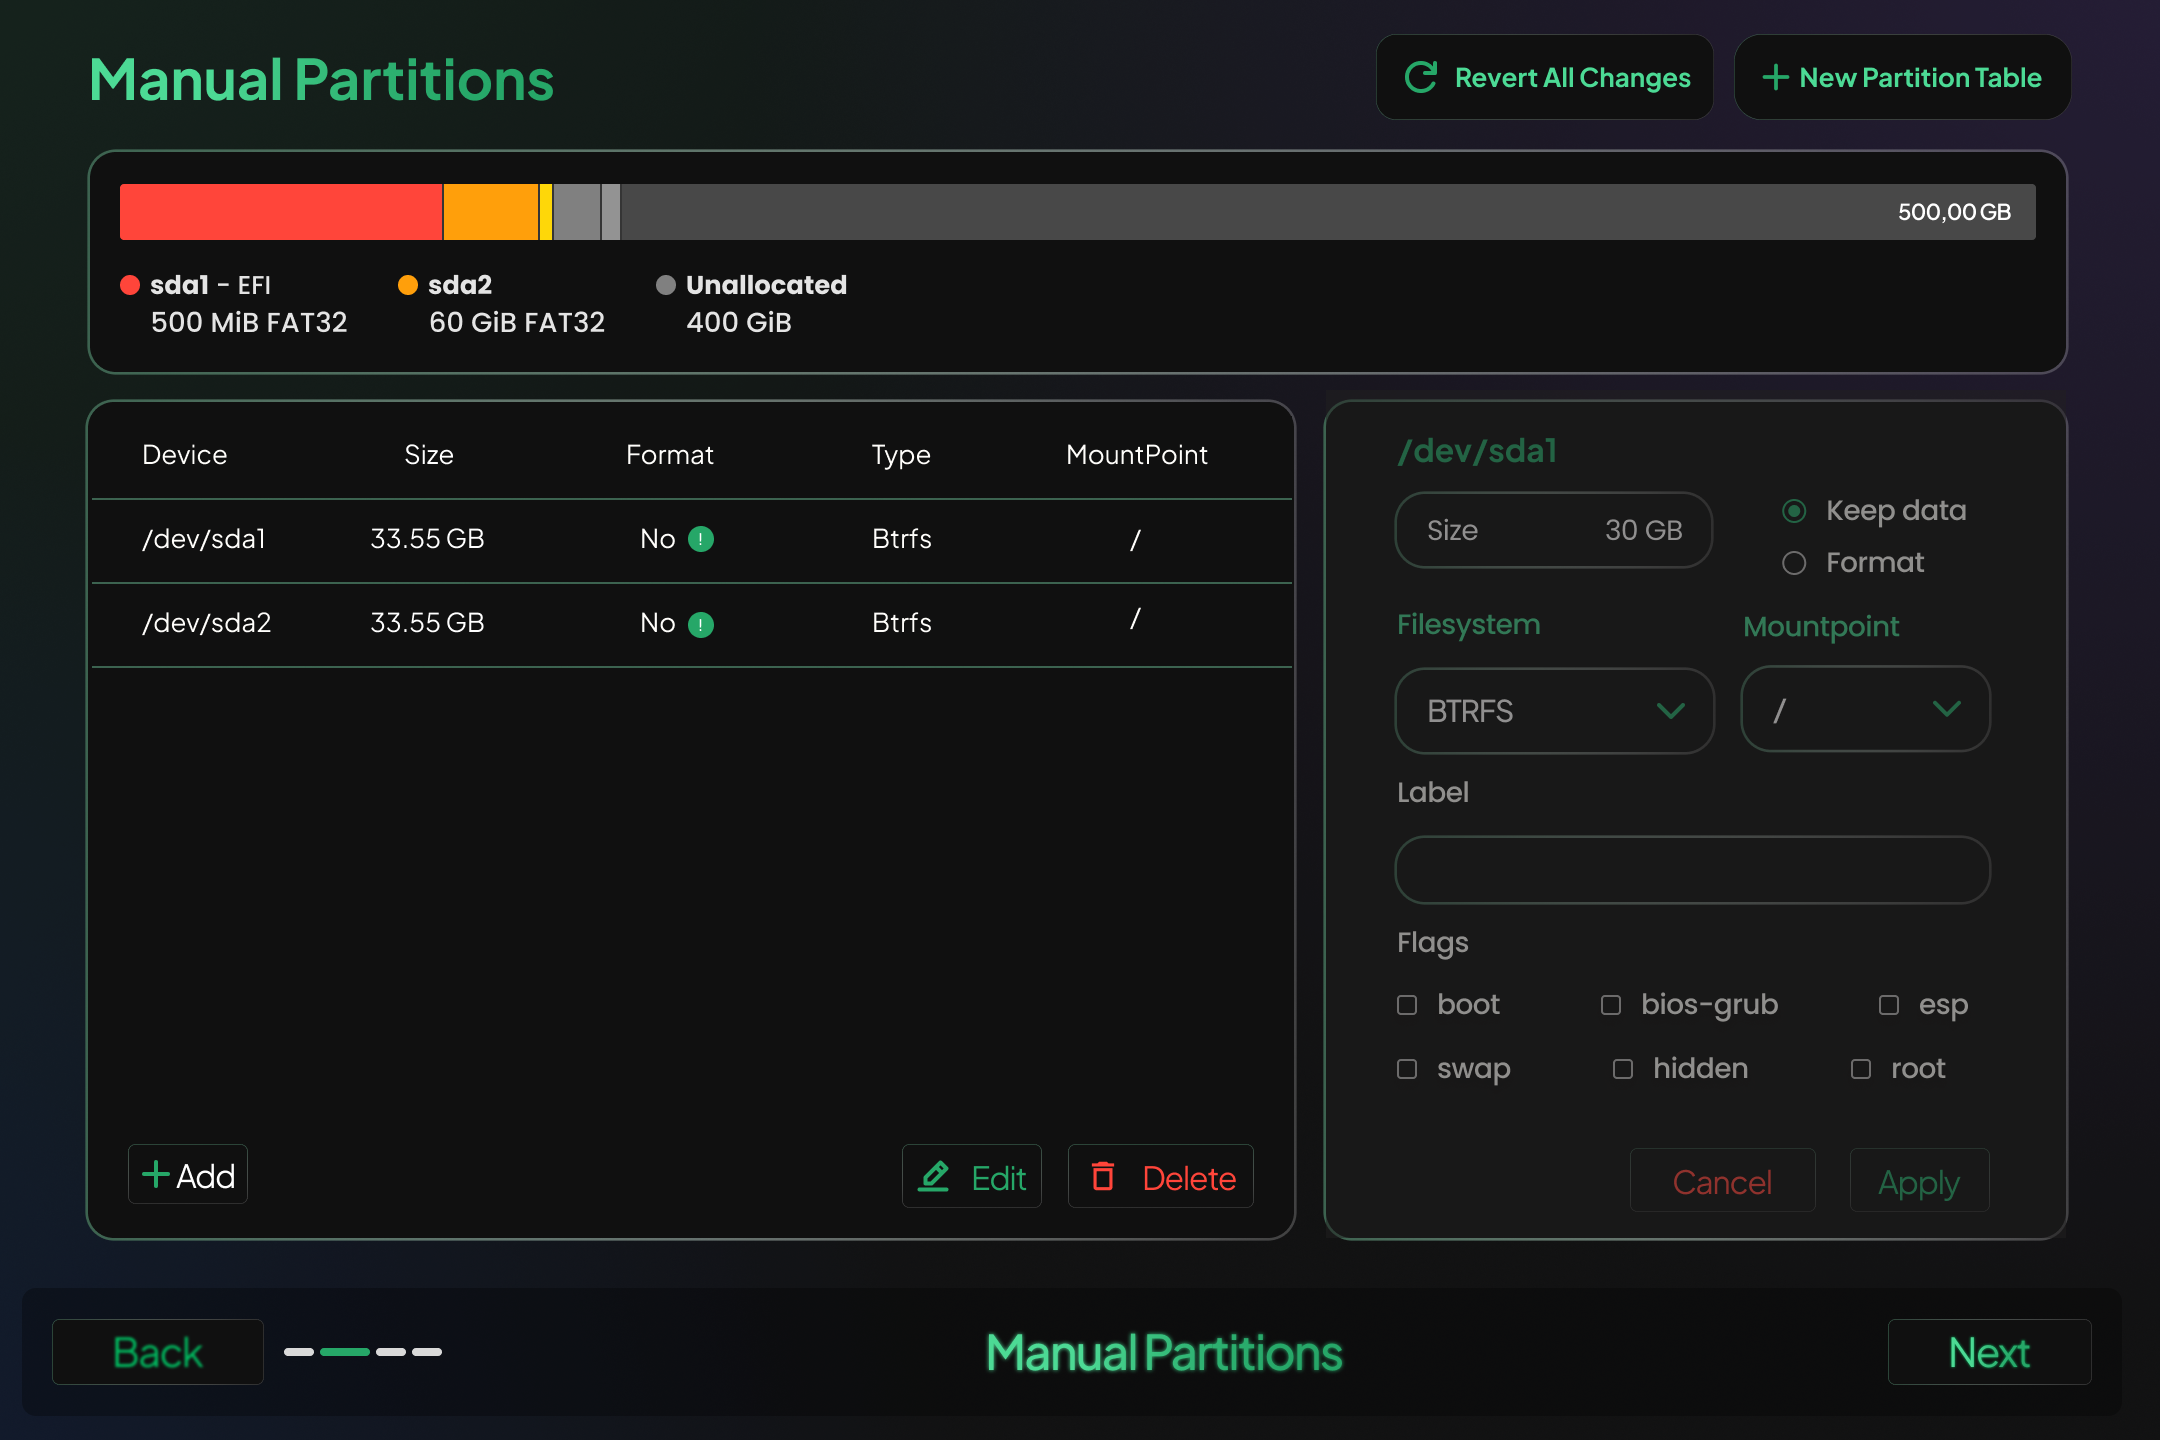 Manual Partitions
Revert All Changes
New Partition Table
500,00 GB
sda1 - EFI
500 MiB FAT32
sda2
60 GiB FAT32
Unallocated
400 GiB
Device Size Format Type MountPoint
/dev/sda1 33.55 GB No ! Btrfs /
/dev/sda2 33.55 GB No ! Btrfs /
Add
Edit
Delete
/dev/sda1
Size 30 GB
Keep data
Format
Filesystem
Mountpoint
BTRFS
/
Label
Flags
boot bios-grub esp
swap hidden root
Cancel
Apply
Back
Manual Partitions
Next